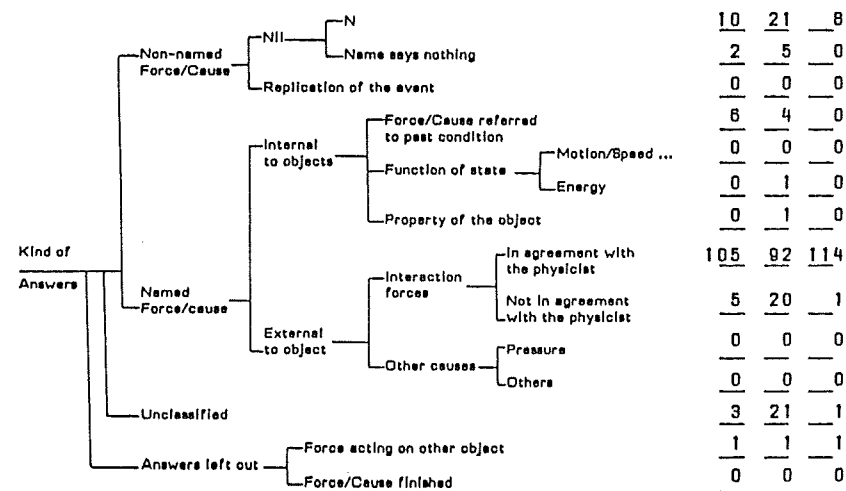 N 10 21 8
Nil
Name says nothing 2 5 0
Non-named
Force/Cause
Replication of the event 0 0 0
Force/Cause referred
to past condition 6 4 0
Internal
to objects
Motion/Speed ... 0 0 0
Function of state
Energy 0 1 0
Property of the object 0 1 0
Kind of
Answers
In agreement with
the physicist 105 92 114
Interaction
forces
Named
Force/cause
Not in agreement
with the physicist 5 20 1
External
to object
Pressure 0 0 0
Other causes
Others 0 0 0
Unclassified 3 21 1
Force acting on other object 1 1 1
Answers left out
Force/Cause finished 0 0 0